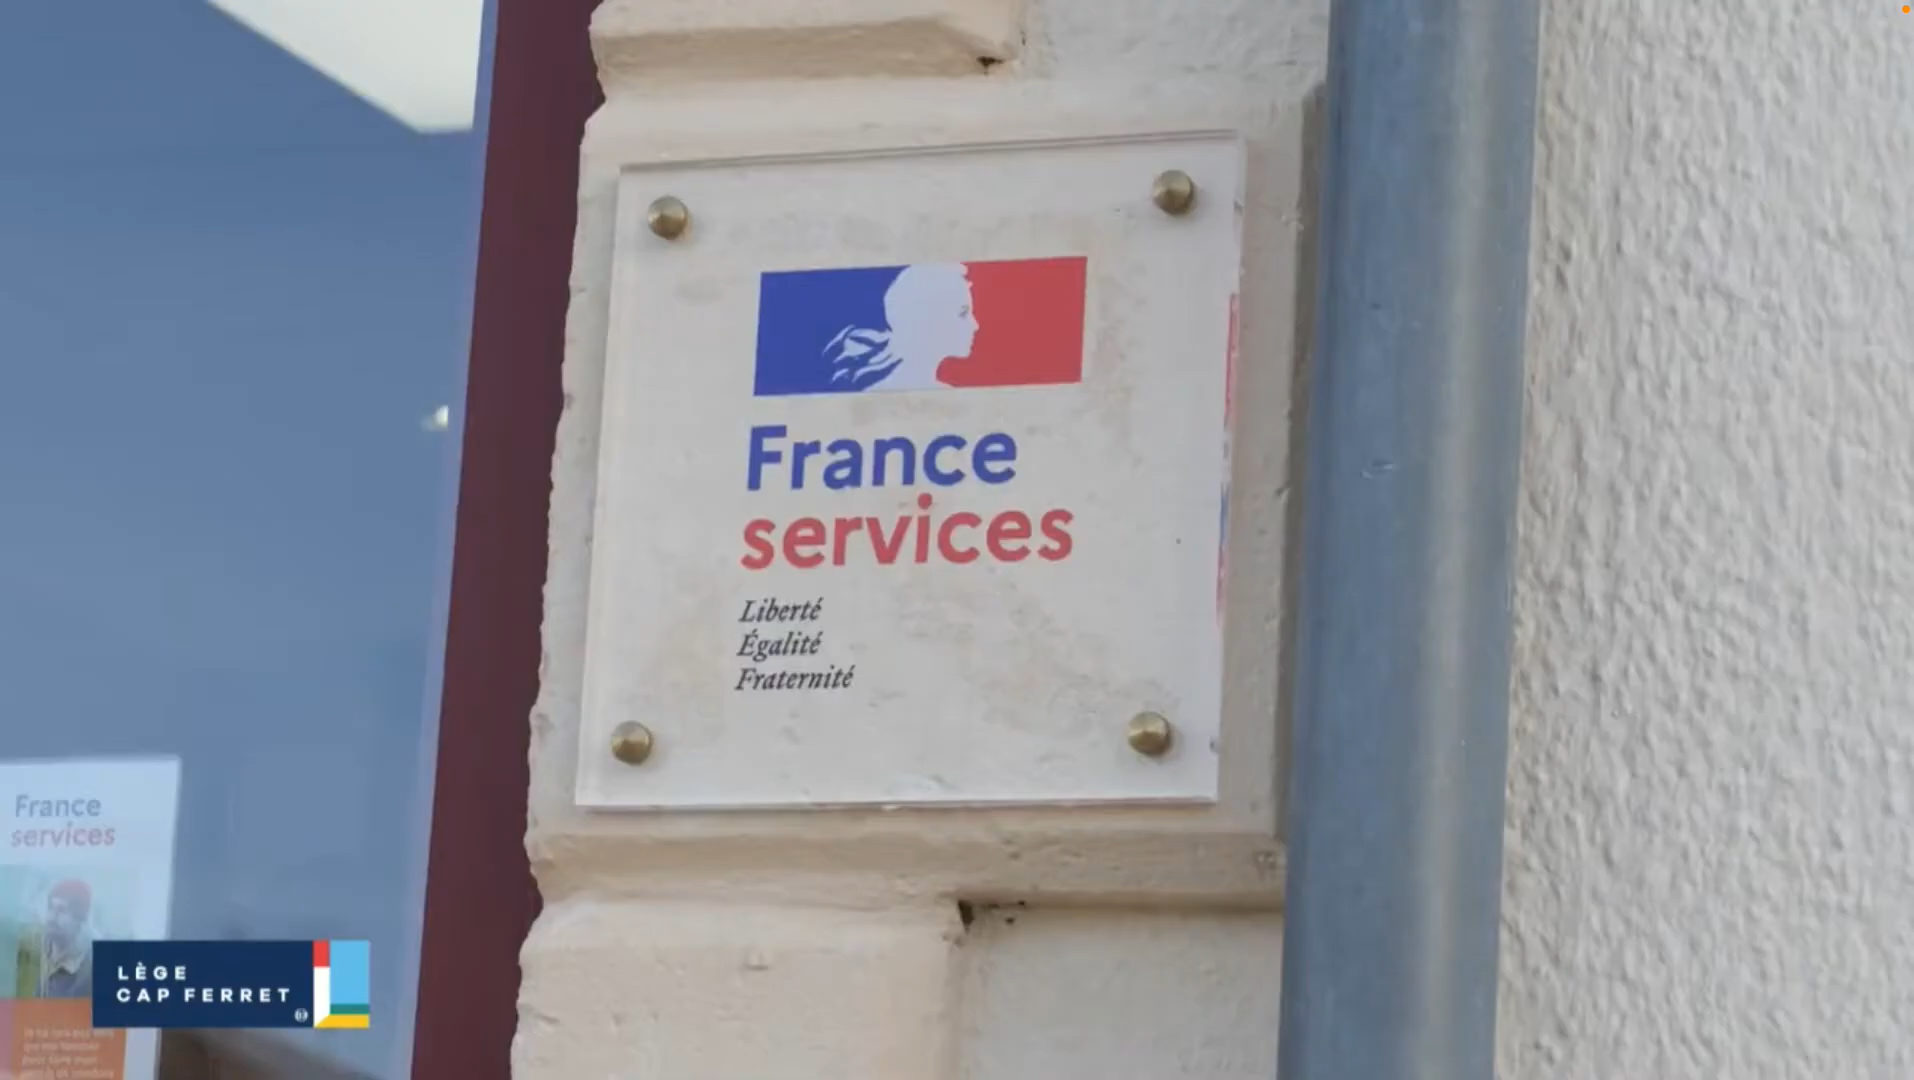 France
services
Liberté
Égalité
Fraternité
France
services
LÈGE
CAP FERRET